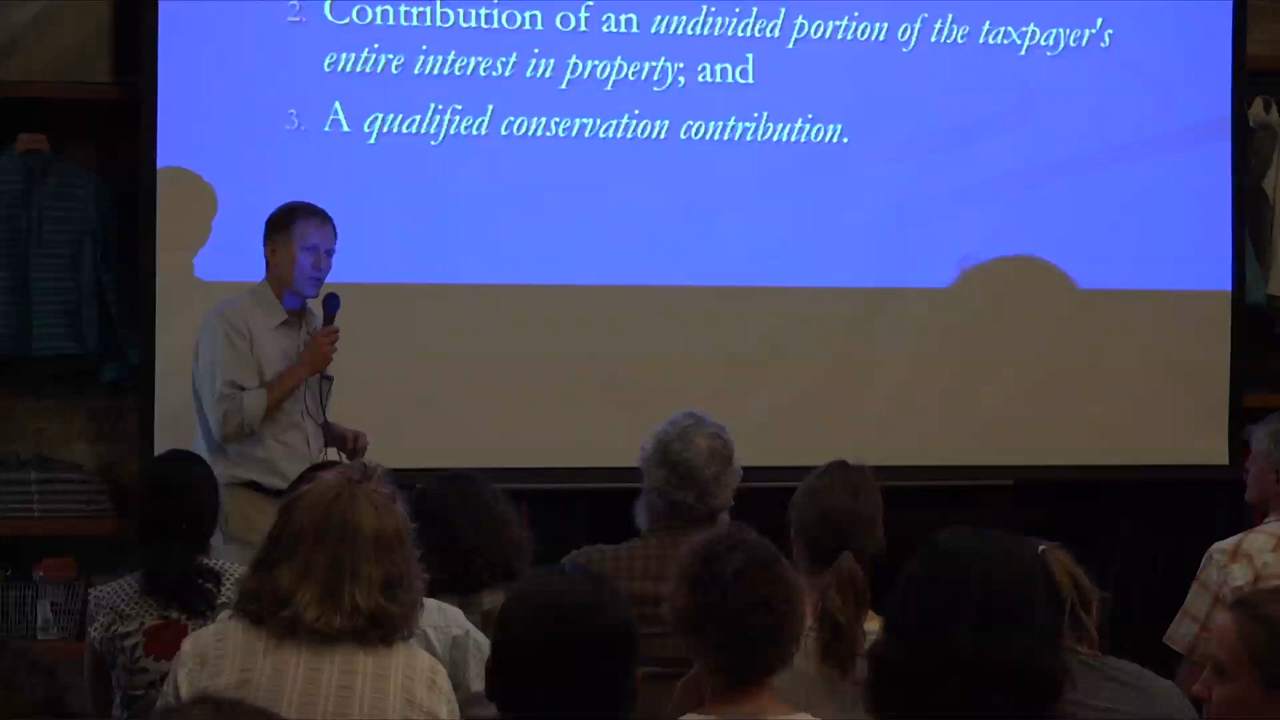 2. Contribution of an undivided portion of the taxpayer's
entire interest in property; and
3. A qualified conservation contribution.